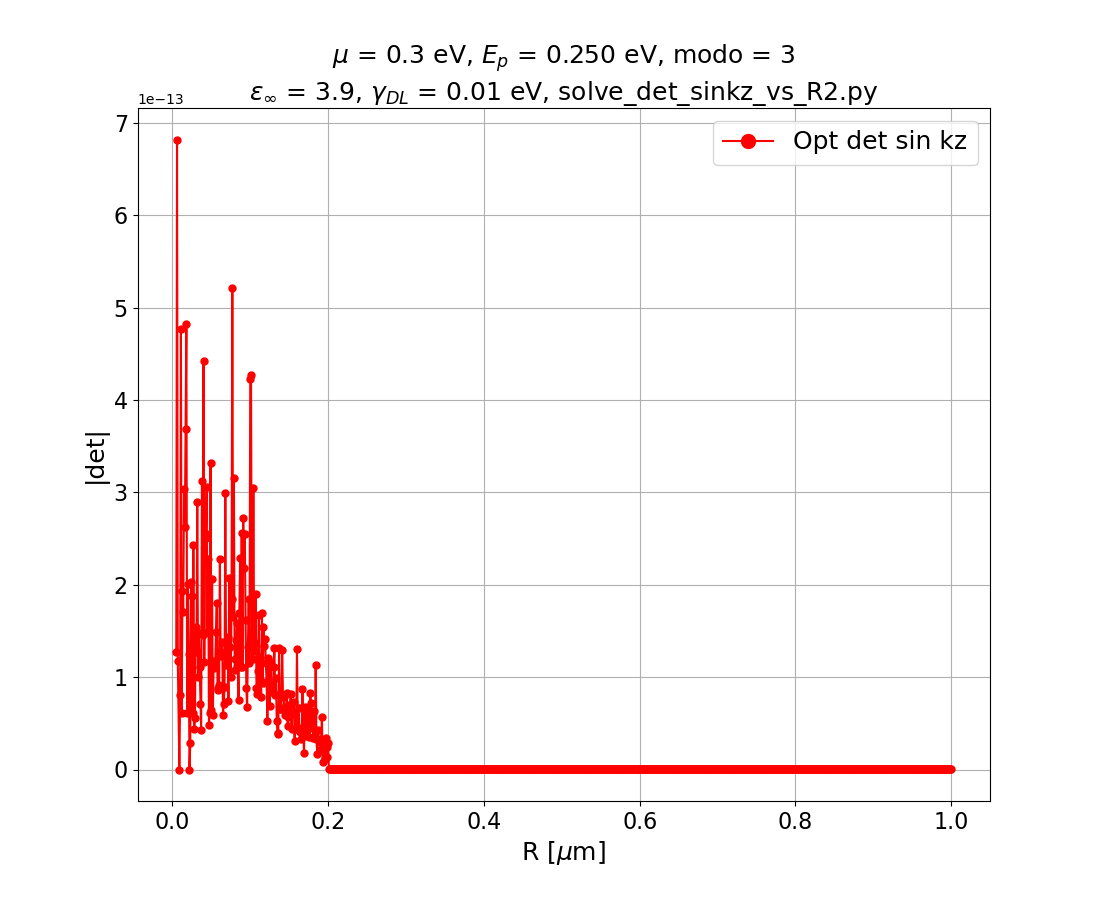 μ = 0.3 eV, E_p = 0.250 eV, modo = 3
ε_∞ = 3.9, γ_DL = 0.01 eV, solve_det_sinkz_vs_R2.py
1e−13
Opt det sin kz
7
6
5
4
3
2
1
0
|det|
0.0 0.2 0.4 0.6 0.8 1.0
R [μm]